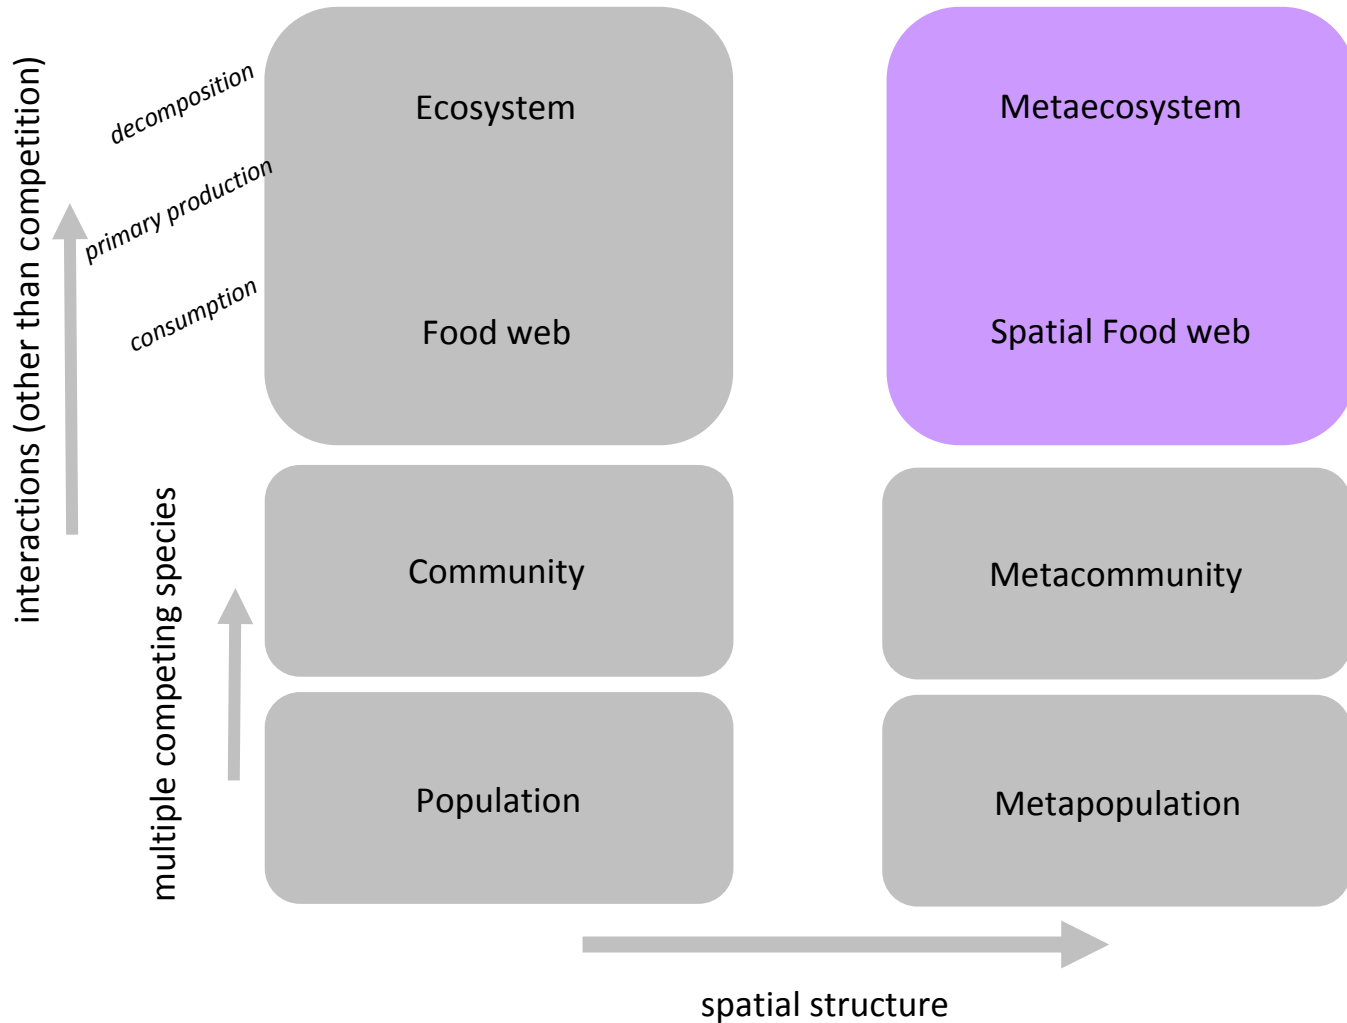 interactions (other than competition)
decomposition
primary production
consumption
Ecosystem
Food web
Metaecosystem
Spatial Food web
multiple competing species
Community
Metacommunity
Population
Metapopulation
spatial structure